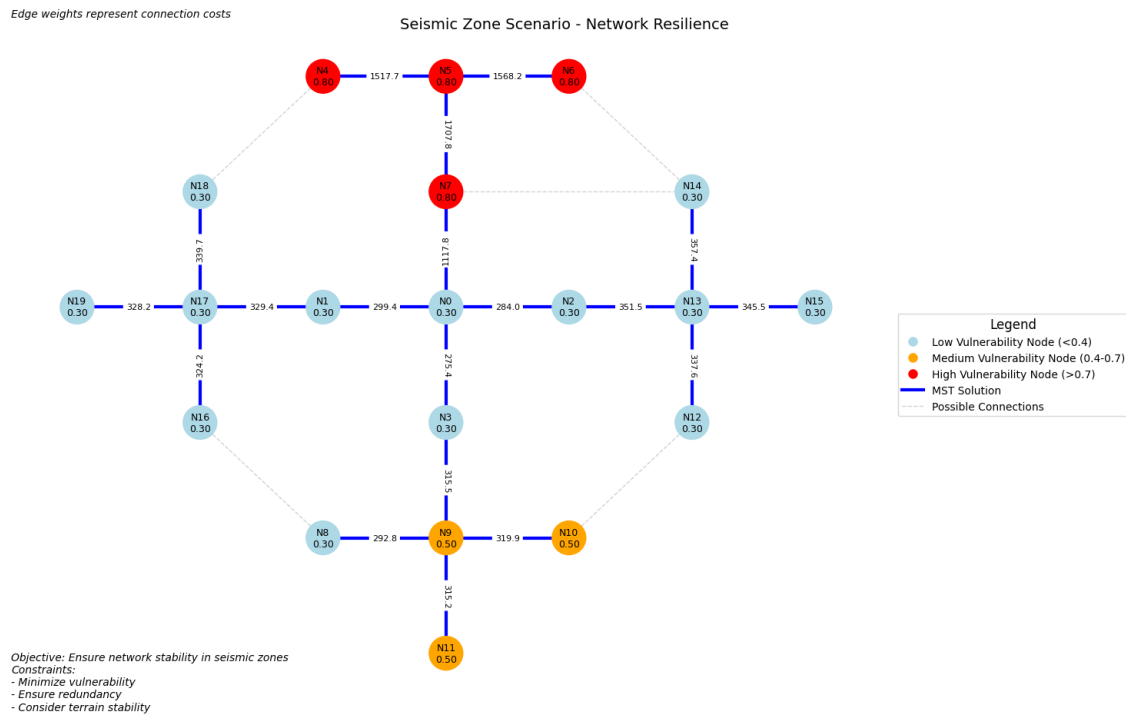 Edge weights represent connection costs
Seismic Zone Scenario - Network Resilience
N4
0.80
1517.7
N5
0.80
1568.2
N6
0.80
1707.8
N18
0.30
N7
0.80
N14
0.30
339.7
1117.8
357.4
N19
0.30
328.2
N17
0.30
329.4
N1
0.30
299.4
N0
0.30
284.0
N2
0.30
351.5
N13
0.30
345.5
N15
0.30
324.2
275.4
337.6
N16
0.30
N3
0.30
N12
0.30
315.5
N8
0.30
292.8
N9
0.50
319.9
N10
0.50
315.2
N11
0.50
Legend
Low Vulnerability Node (<0.4)
Medium Vulnerability Node (0.4-0.7)
High Vulnerability Node (>0.7)
MST Solution
Possible Connections
Objective: Ensure network stability in seismic zones
Constraints:
- Minimize vulnerability
- Ensure redundancy
- Consider terrain stability